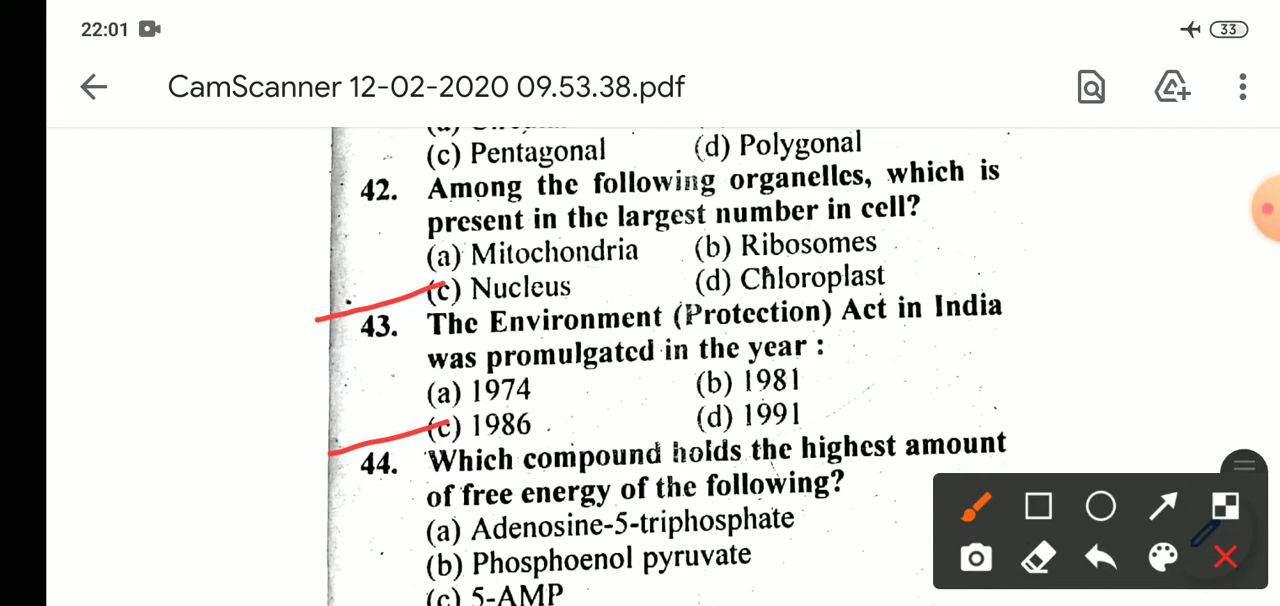 22:01
33
CamScanner 12-02-2020 09.53.38.pdf
(c) Pentagonal (d) Polygonal
42. Among the following organelles, which is
present in the largest number in cell?
(a) Mitochondria (b) Ribosomes
(c) Nucleus (d) Chloroplast
43. The Environment (Protection) Act in India
was promulgated in the year :
(a) 1974 (b) 1981
(c) 1986 (d) 1991
44. Which compound holds the highest amount
of free energy of the following?
(a) Adenosine-5-triphosphate
(b) Phosphoenol pyruvate
(c) 5-AMP